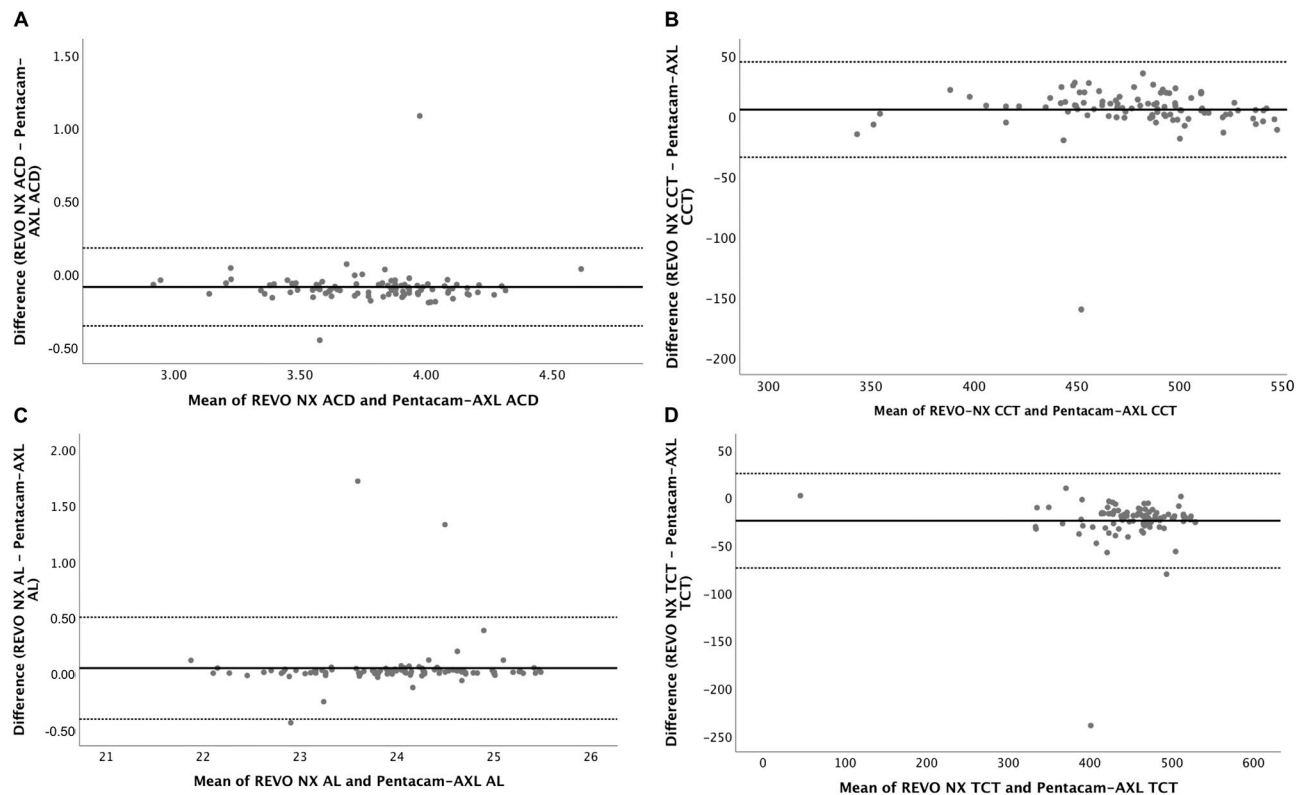 A
Difference (REVO NX ACD - Pentacam-
AXL ACD)
1.50
1.00
0.50
0.00
-0.50
3.00 3.50 4.00 4.50
Mean of REVO NX ACD and Pentacam-AXL ACD
B
Difference (REVO NX CCT - Pentacam-AXL
CCT)
50
0
-50
-100
-150
-200
300 350 400 450 500 550
Mean of REVO-NX CCT and Pentacam-AXL CCT
C
Difference (REVO NX AL - Pentacam-AXL
AL)
2.00
1.50
1.00
0.50
0.00
-0.50
21 22 23 24 25 26
Mean of REVO NX AL and Pentacam-AXL AL
D
Difference (REVO NX TCT - Pentacam-AXL
TCT)
50
0
-50
-100
-150
-200
-250
0 100 200 300 400 500 600
Mean of REVO NX TCT and Pentacam-AXL TCT